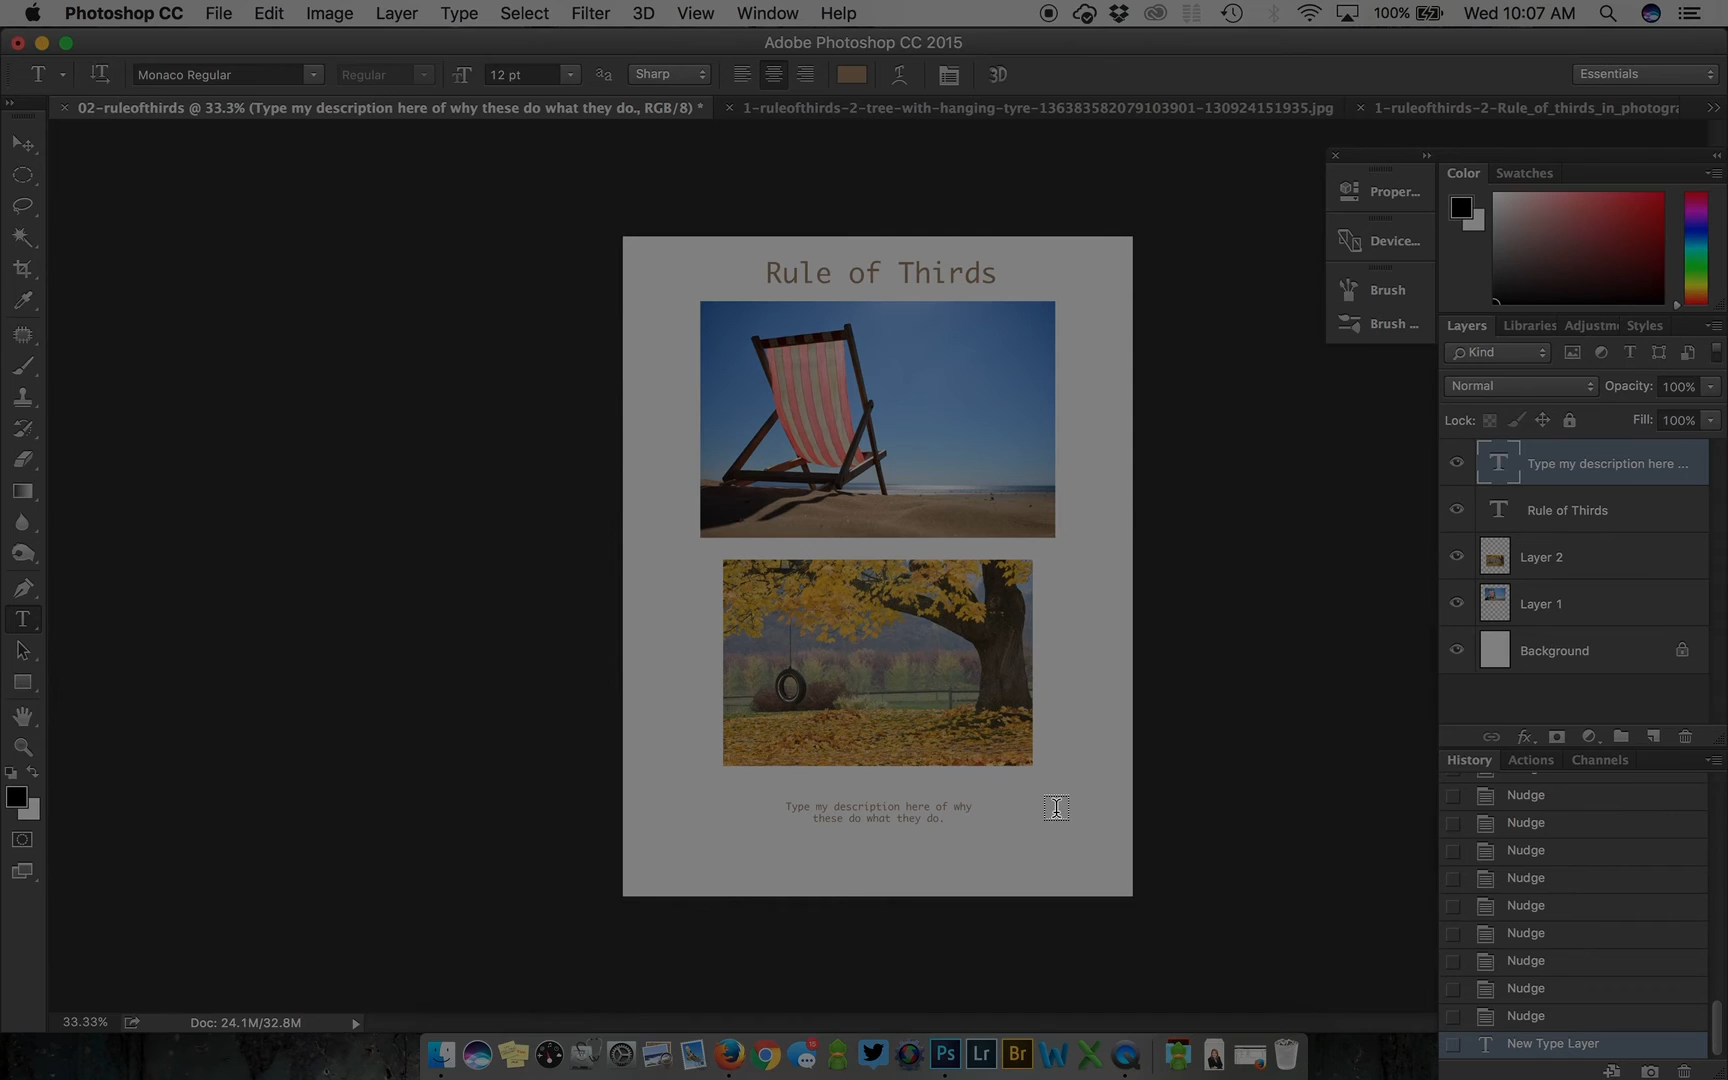 Photoshop CC File Edit Image Layer Type Select Filter 3D View Window Help 100% Wed 10:07 AM
Adobe Photoshop CC 2015
Monaco Regular Regular 12 pt Sharp 3D Essentials
02-ruleofthirds @ 33.3% (Type my description here of why these do what they do., RGB/8) * 1-ruleofthirds-2-tree-with-hanging-tyre-136383582079103901-130924151935.jpg 1-ruleofthirds-2-Rule_of_thirds_in_photogra
Color Swatches
Proper...
Device...
Brush
Brush ...
Rule of Thirds
Layers Libraries Adjustm Styles
Kind
Normal Opacity: 100%
Lock: Fill: 100%
Type my description here ...
Rule of Thirds
Layer 2
Layer 1
Background
History Actions Channels
Nudge
Nudge
Nudge
Nudge
Nudge
Nudge
Nudge
Nudge
Nudge
New Type Layer
Type my description here of why
these do what they do.
33.33% Doc: 24.1M/32.8M
Ps Lr Br